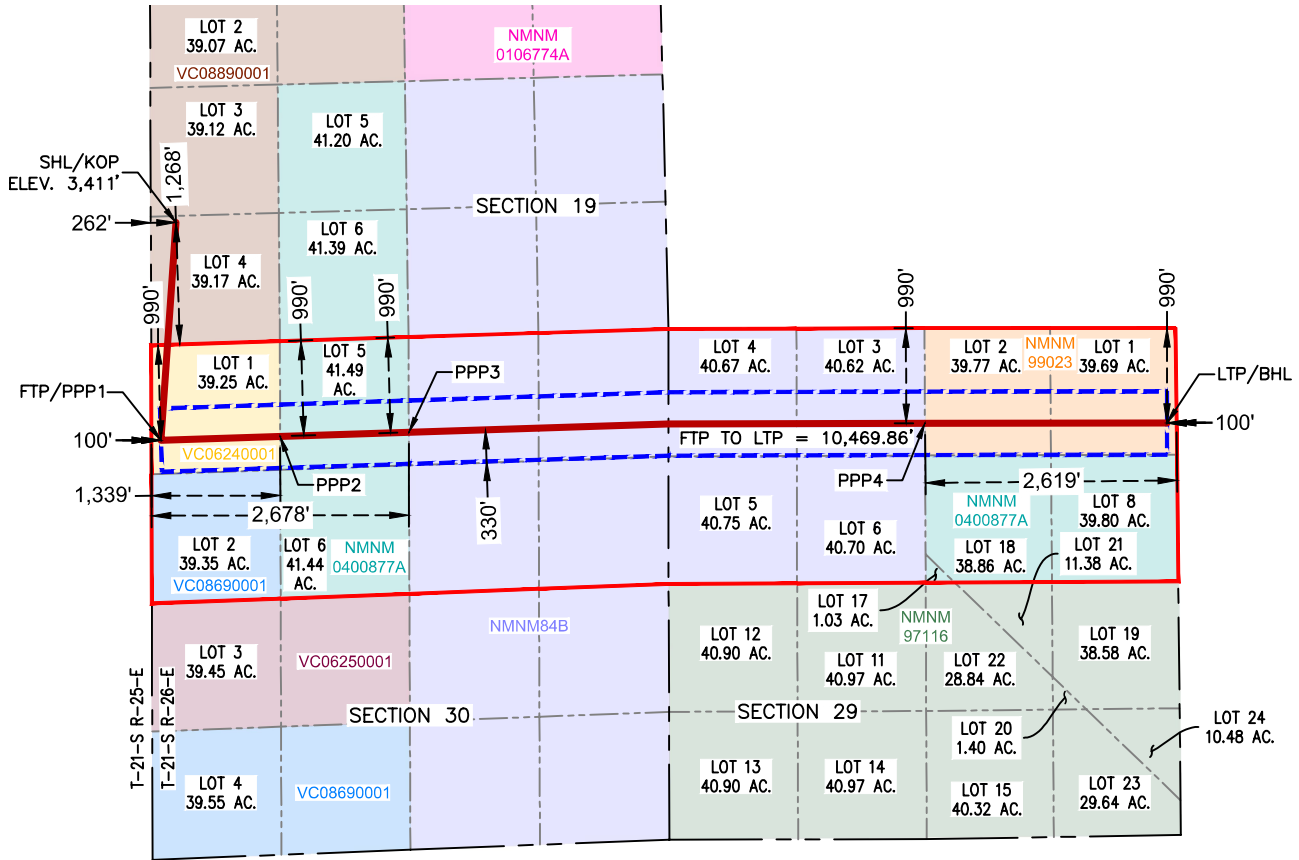 LOT 2
39.07 AC.
VC08890001
NMNM
0106774A
LOT 3
39.12 AC.
LOT 5
41.20 AC.
SHL/KOP
ELEV. 3,411'
1,268'
262'
SECTION 19
LOT 6
41.39 AC.
LOT 4
39.17 AC.
990'
990'
990'
990'
990'
LOT 1
39.25 AC.
LOT 5
41.49
AC.
LOT 4
40.67 AC.
LOT 3
40.62 AC.
LOT 2
39.77 AC.
NMNM
99023
LOT 1
39.69 AC.
FTP/PPP1
PPP3
LTP/BHL
100'
100'
VC06240001
FTP TO LTP = 10,469.86'
PPP2
PPP4
1,339'
2,678'
330'
2,619'
LOT 2
39.35 AC.
VC08690001
LOT 6
41.44
AC.
NMNM
0400877A
LOT 5
40.75 AC.
LOT 6
40.70 AC.
NMNM
0400877A
LOT 8
39.80 AC.
LOT 18
38.86 AC.
LOT 21
11.38 AC.
LOT 17
1.03 AC.
NMNM
97116
NMNM84B
LOT 3
39.45 AC.
VC06250001
LOT 12
40.90 AC.
LOT 11
40.97 AC.
LOT 22
28.84 AC.
LOT 19
38.58 AC.
T-21-S R-25-E
T-21-S R-26-E
SECTION 30
SECTION 29
LOT 20
1.40 AC.
LOT 24
10.48 AC.
LOT 4
39.55 AC.
VC08690001
LOT 13
40.90 AC.
LOT 14
40.97 AC.
LOT 15
40.32 AC.
LOT 23
29.64 AC.